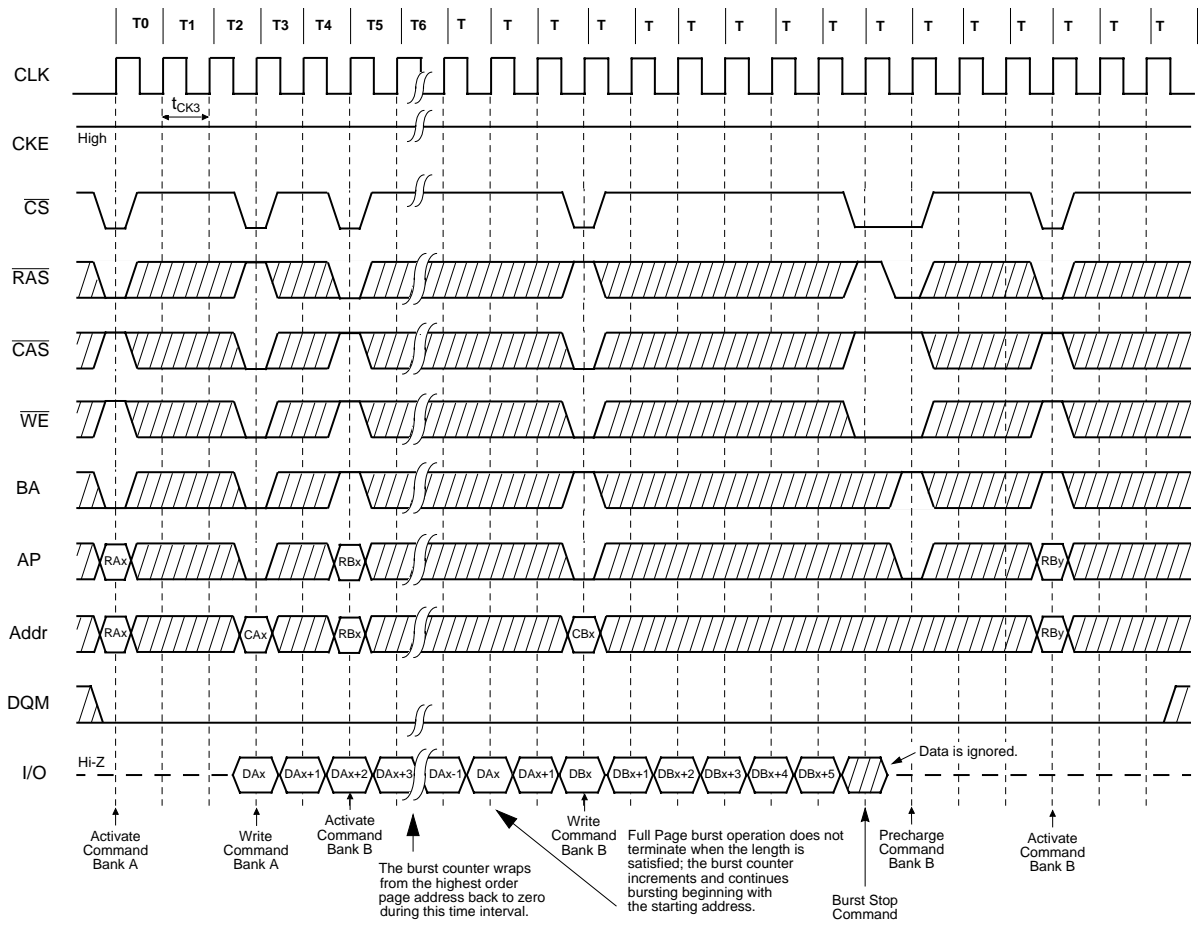 T0 T1 T2 T3 T4 T5 T6 T T T T T T T T T T T T T T T T
CLK
tCK3
CKE
High
CS
RAS
CAS
WE
BA
AP
RAx RBx RBy
Addr
RAx CAx RBx CBx RBy
DQM
I/O
Hi-Z
DAx DAx+1 DAx+2 DAx+3 DAx-1 DAx DAx+1 DBx DBx+1 DBx+2 DBx+3 DBx+4 DBx+5
Data is ignored.
Activate
Command
Bank A
Write
Command
Bank A
Activate
Command
Bank B
The burst counter wraps
from the highest order
page address back to zero
during this time interval.
Write
Command
Bank B
Full Page burst operation does not
terminate when the length is
satisfied; the burst counter
increments and continues
bursting beginning with
the starting address.
Burst Stop
Command
Precharge
Command
Bank B
Activate
Command
Bank B